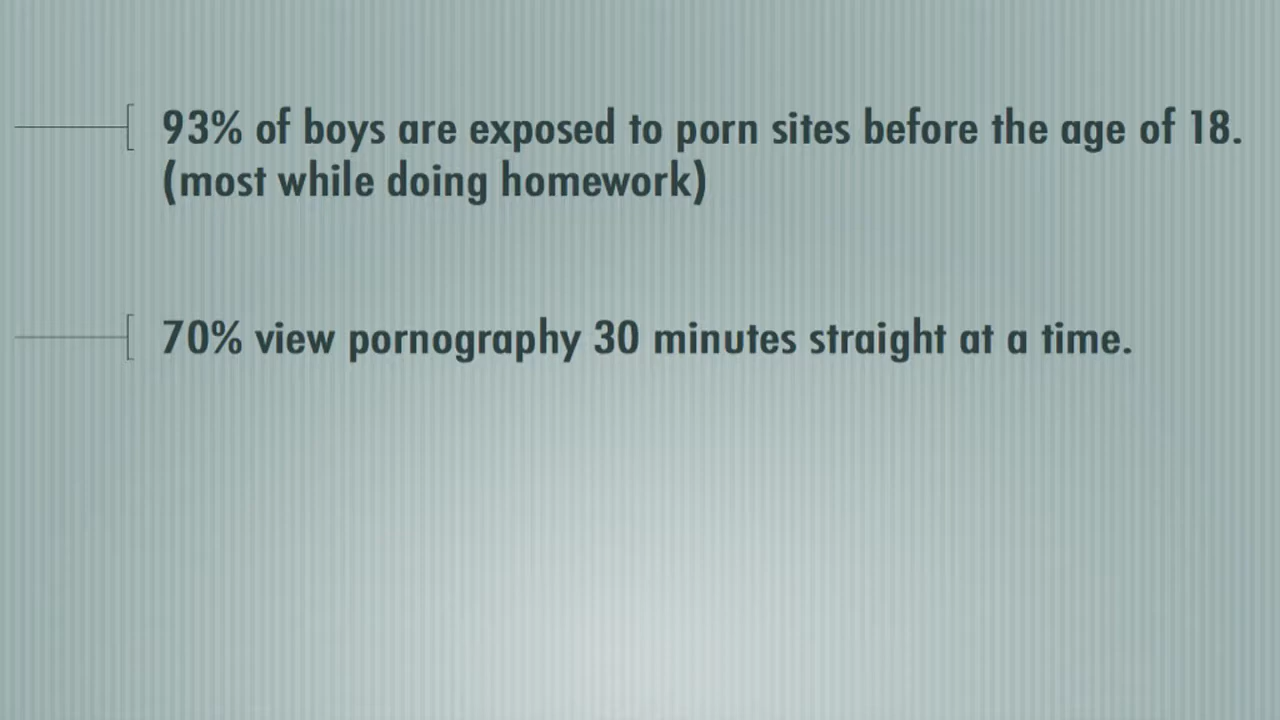 93% of boys are exposed to porn sites before the age of 18.
(most while doing homework)
70% view pornography 30 minutes straight at a time.